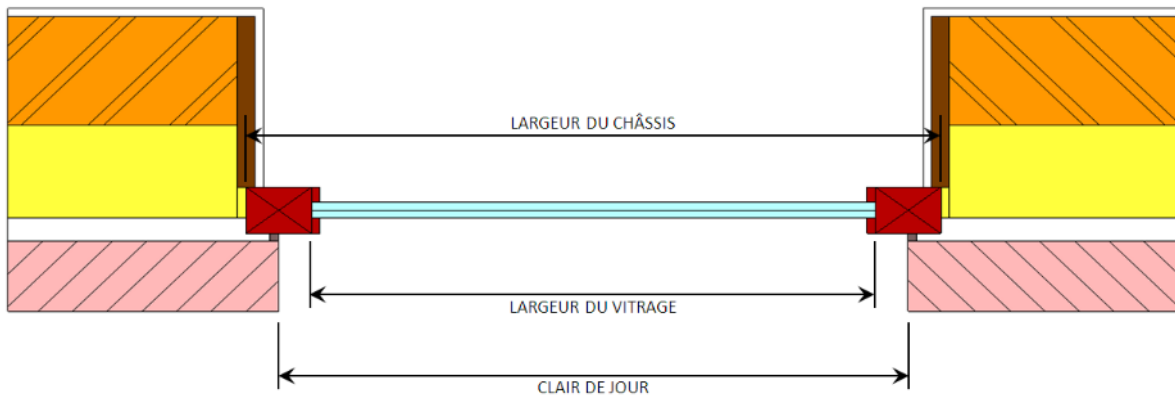 LARGEUR DU CHÂSSIS
LARGEUR DU VITRAGE
CLAIR DE JOUR